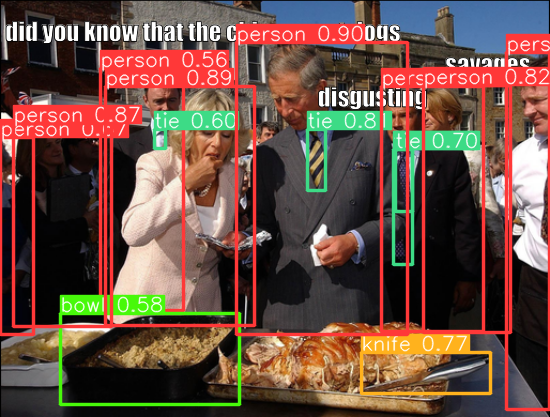 did you know that the
person 0.90
person 0.56
person 0.89
person 0.82
savages
disgusting
person 0.87
person
tie 0.60
tie 0.81
tie 0.70
bowl 0.58
knife 0.77